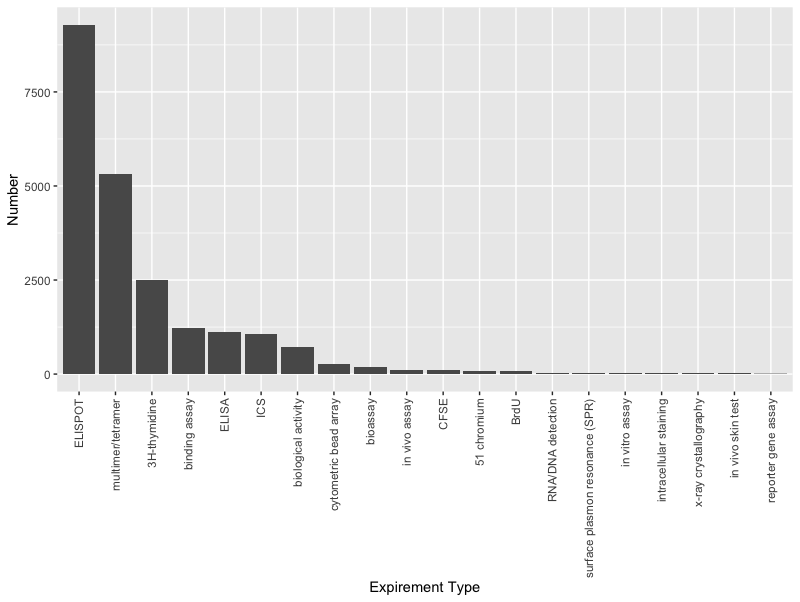 Number
7500
5000
2500
0
ELISPOT
multimer/tetramer
3H-thymidine
binding assay
ELISA
ICS
biological activity
cytometric bead array
bioassay
in vivo assay
CFSE
51 chromium
BrdU
RNA/DNA detection
surface plasmon resonance (SPR)
in vitro assay
intracellular staining
x-ray crystallography
in vivo skin test
reporter gene assay
Expirement Type